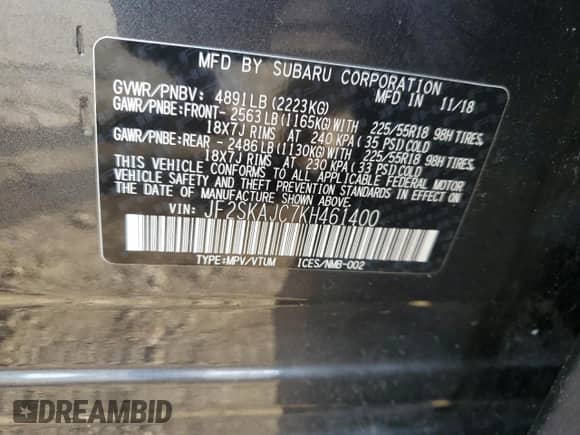 MFD BY SUBARU CORPORATION
MFD IN 11/18
GVWR/PNBV: 4891LB(2223KG)
GAWR/PNBE:FRONT- 2563LB(1165KG)WITH 225/55R18 98H TIRES,
18X7J RIMS AT 240 KPA(35 PSI)COLD
GAWR/PNBE:REAR - 2486LB(1130KG)WITH 225/55R18 98H TIRES,
18X7J RIMS AT 230 KPA(33 PSI)COLD
THIS VEHICLE CONFORMS TO ALL APPLICABLE FEDERAL MOTOR
VEHICLE SAFETY AND THEFT PREVENTION STANDARDS IN EFFECT ON
THE DATE OF MANUFACTURE SHOWN ABOVE.
VIN: JF2SKAJC7KH461400
TYPE:MPV/VTUM ICES/NMB-002
DREAMBID